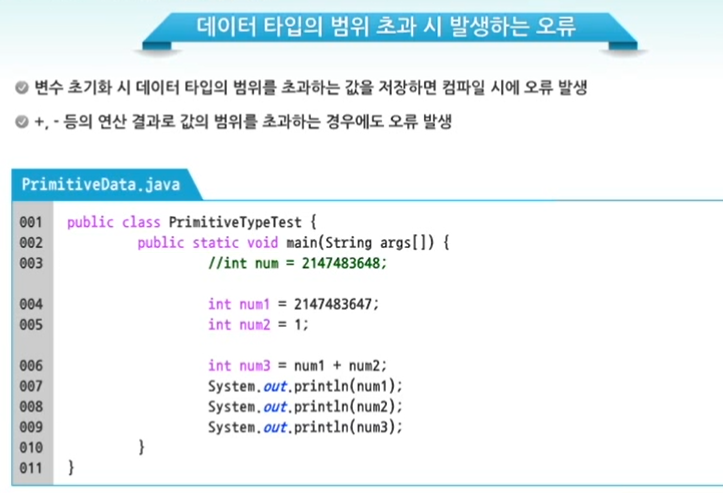 데이터 타입의 범위 초과 시 발생하는 오류
변수 초기화 시 데이터 타입의 범위를 초과하는 값을 저장하면 컴파일 시에 오류 발생
+, - 등의 연산 결과로 값의 범위를 초과하는 경우에도 오류 발생
PrimitiveData.java
001 public class PrimitiveTypeTest {
002 public static void main(String args[]) {
003 //int num = 2147483648;
004 int num1 = 2147483647;
005 int num2 = 1;
006 int num3 = num1 + num2;
007 System.out.println(num1);
008 System.out.println(num2);
009 System.out.println(num3);
010 }
011 }